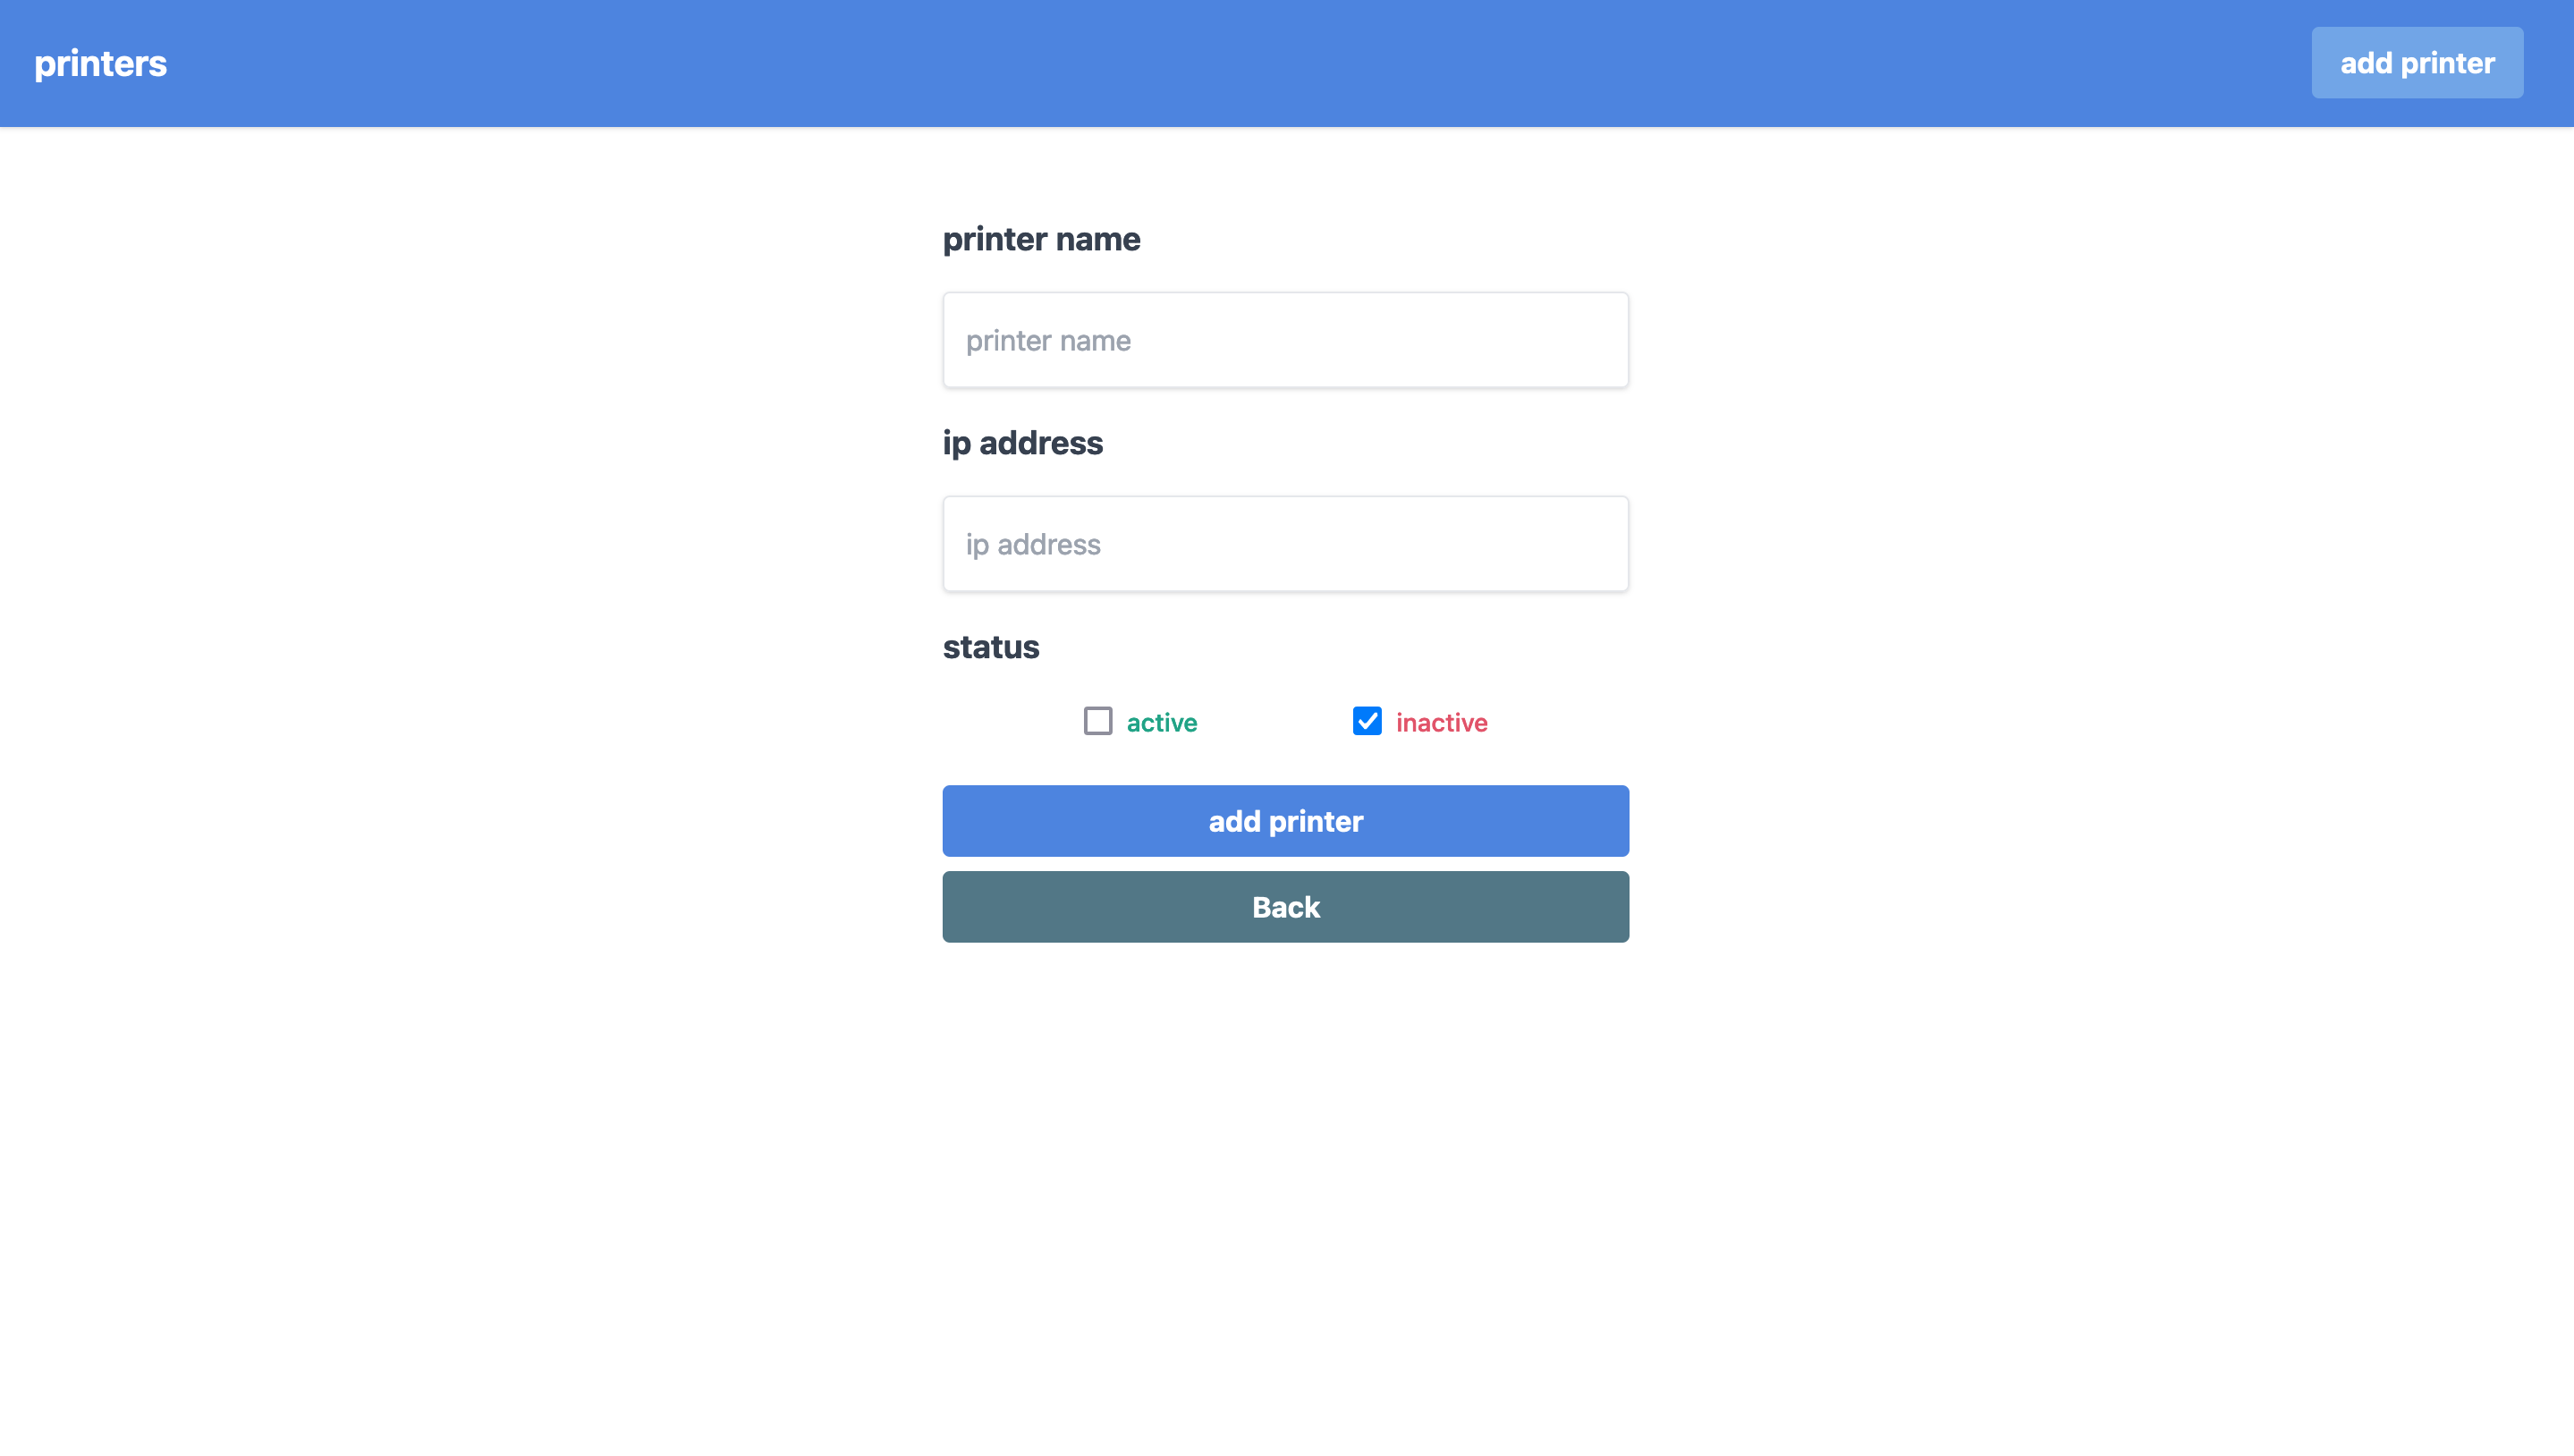 printers
add printer
printer name
printer name
ip address
ip address
status
active inactive
add printer
Back